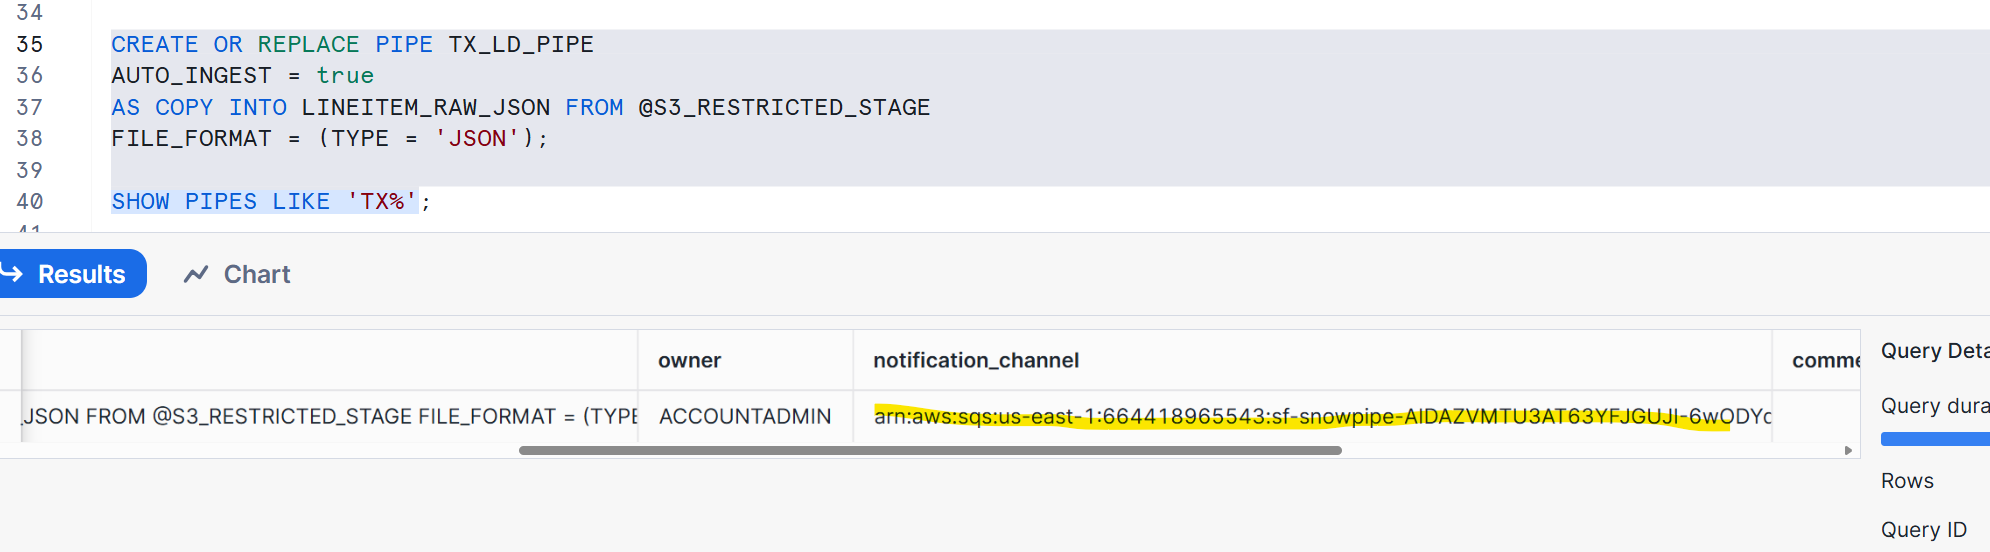 34
35 CREATE OR REPLACE PIPE TX_LD_PIPE
36 AUTO_INGEST = true
37 AS COPY INTO LINEITEM_RAW_JSON FROM @S3_RESTRICTED_STAGE
38 FILE_FORMAT = (TYPE = 'JSON');
39
40 SHOW PIPES LIKE 'TX%';
41
Results Chart
owner notification_channel comme
_JSON FROM @S3_RESTRICTED_STAGE FILE_FORMAT = (TYPE ACCOUNTADMIN arn:aws:sqs:us-east-1:664418965543:sf-snowpipe-AIDAZVMTU3AT63YFJGUJI-6wODYc
Query Deta
Query dura
Rows
Query ID